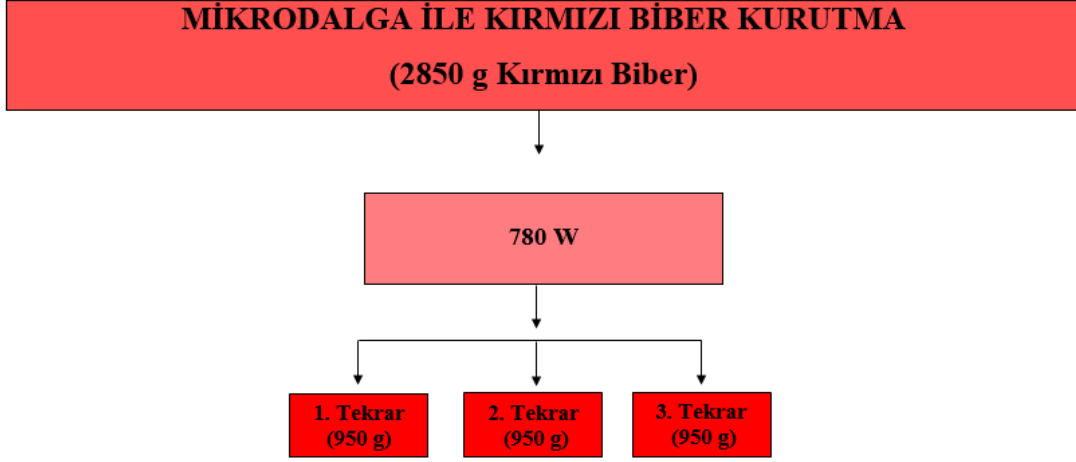 MİKRODALGA İLE KIRMIZI BİBER KURUTMA
(2850 g Kırmızı Biber)
780 W
1. Tekrar
(950 g)
2. Tekrar
(950 g)
3. Tekrar
(950 g)